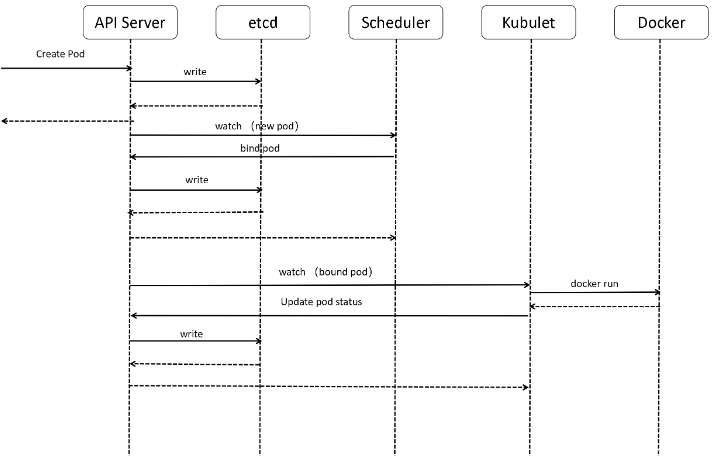 API Server
etcd
Scheduler
Kubulet
Docker
Create Pod
write
watch （new pod）
bind pod
write
watch （bound pod）
docker run
Update pod status
write